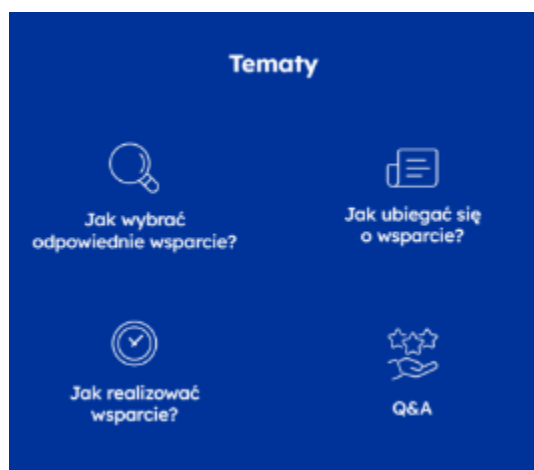 Tematy
Jak wybrać
odpowiednie wsparcie?
Jak ubiegać się
o wsparcie?
Jak realizować
wsparcie?
Q&A